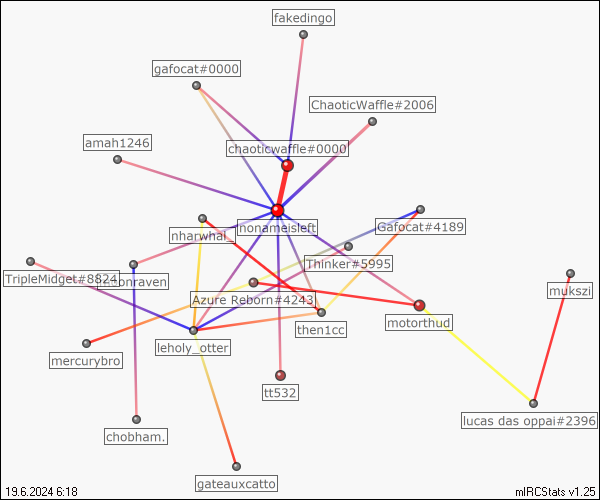 fakedingo
gafocat#0000
ChaoticWaffle#2006
amah1246
chaoticwaffle#0000
nonameisleft
Gafocat#4189
nharwhal_
Thinker#5995
TripleMidget#8824
onraven
Azure Reborn#4243
mukszi
then1cc
motorthud
leholy_otter
mercurybro
tt532
lucas das oppai#2396
chobham.
gateauxcatto
19.6.2024 6:18
mIRCStats v1.25